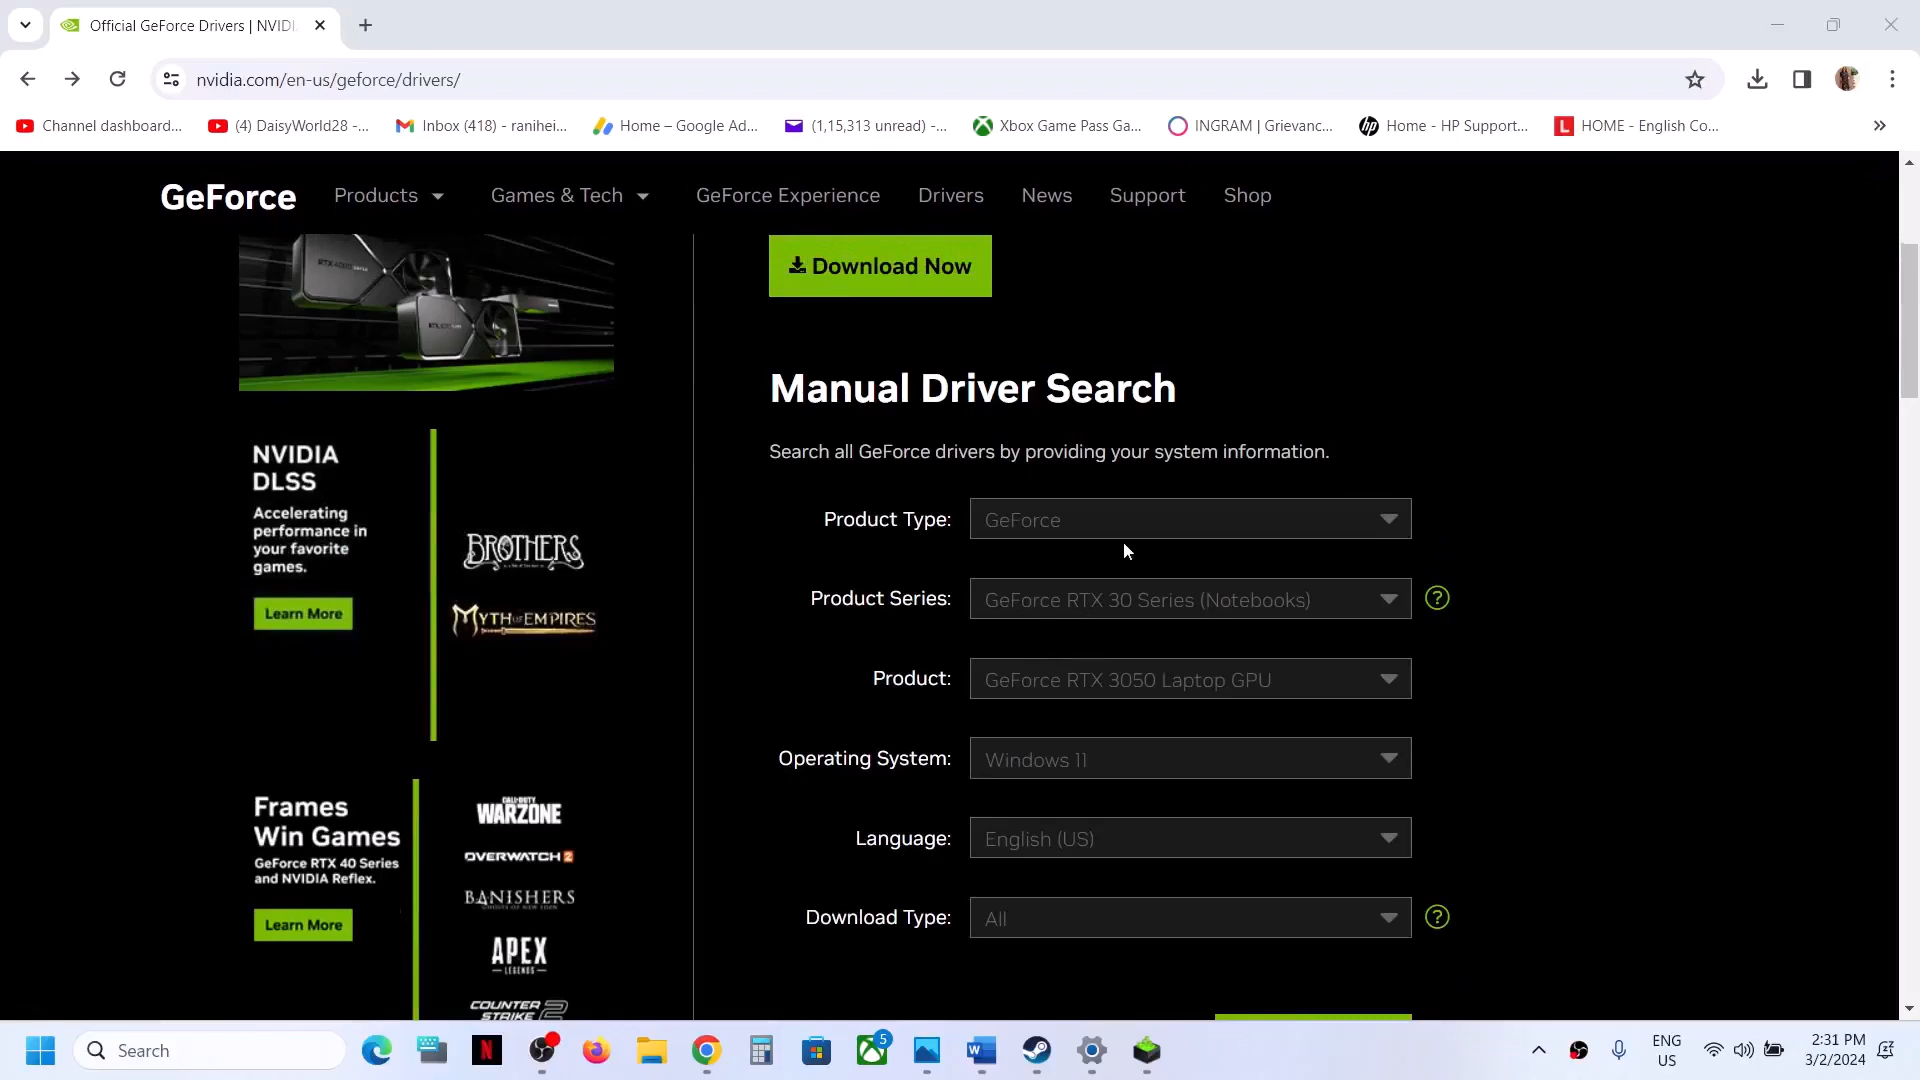 Official GeForce Drivers | NVIDI
nvidia.com/en-us/geforce/drivers/
Channel dashboard...
(4) DaisyWorld28 -...
Inbox (418) - ranihei...
Home – Google Ad...
(1,15,313 unread) -...
Xbox Game Pass Ga...
INGRAM | Grievanc...
Home - HP Support...
HOME - English Co...
GeForce
Products
Games & Tech
GeForce Experience
Drivers
News
Support
Shop
Download Now
Manual Driver Search
Search all GeForce drivers by providing your system information.
Product Type:
GeForce
Product Series:
GeForce RTX 30 Series (Notebooks)
?
Product:
GeForce RTX 3050 Laptop GPU
Operating System:
Windows 11
Language:
English (US)
Download Type:
All
?
NVIDIA
DLSS
Accelerating
performance in
your favorite
games.
Learn More
BROTHERS
MYTH OF EMPIRES
Frames
Win Games
GeForce RTX 40 Series
and NVIDIA Reflex.
Learn More
CALL OF DUTY
WARZONE
OVERWATCH 2
BANISHERS
APEX
LEGENDS
COUNTER
STRIKE 2
Search
5
ENG
US
2:31 PM
3/2/2024